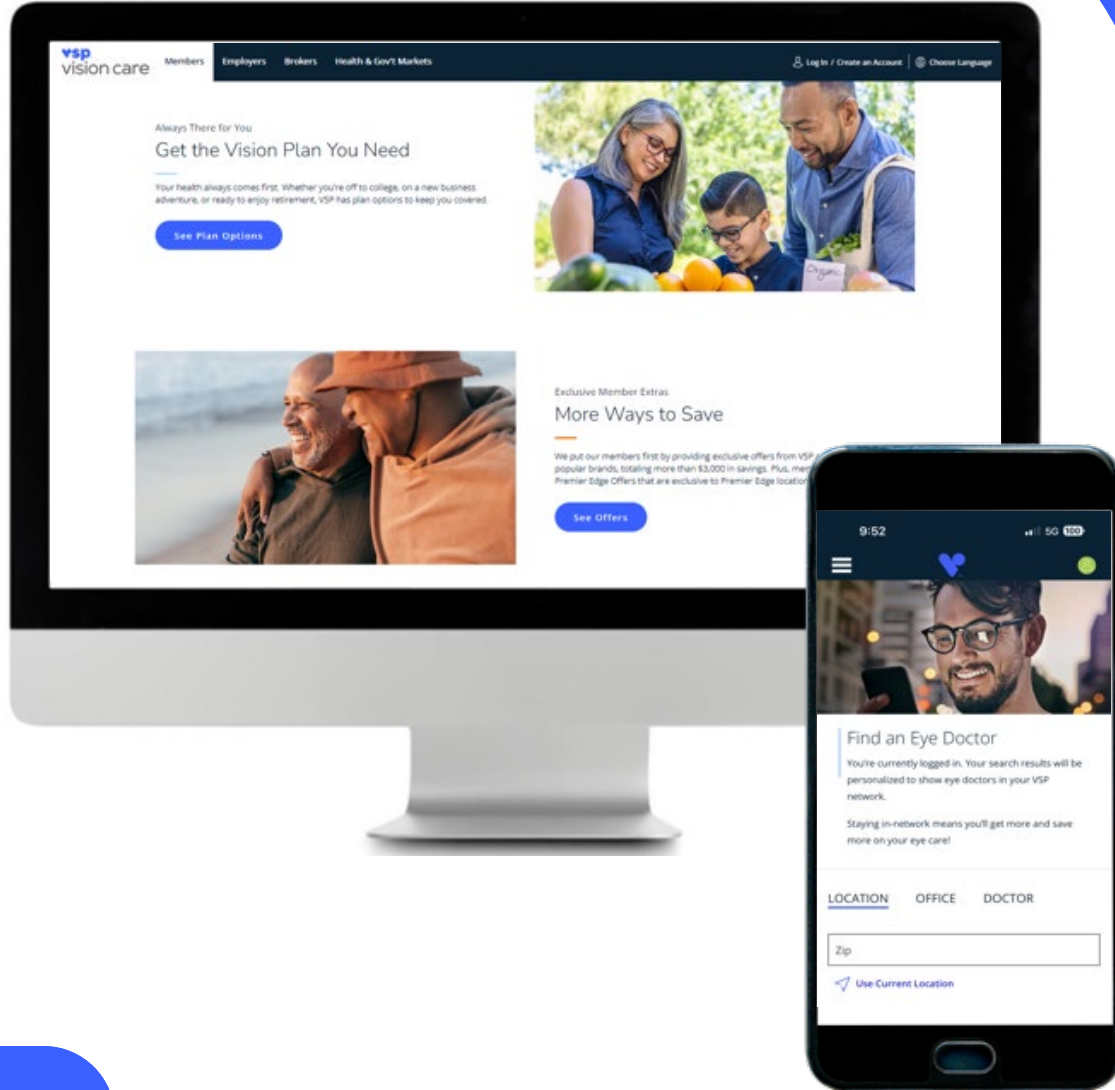 vsp
vision care
Members Employers Brokers Health & Gov't Markets Log In / Create an Account Choose Language
Always There for You
Get the Vision Plan You Need
Your health always comes first. Whether you're off to college, on a new business
adventure, or ready to enjoy retirement, VSP has plan options to keep you covered.
See Plan Options
Organic
Exclusive Member Extras
More Ways to Save
We put our members first by providing exclusive offers from VSP
popular brands, totaling more than $3,000 in savings. Plus,
Premier Edge Offers that are exclusive to Premier Edge
See Offers
9:52 5G 100
Find an Eye Doctor
You're currently logged in. Your search results will be
personalized to show eye doctors in your VSP
network.
Staying in-network means you'll get more and save
more on your eye care!
LOCATION OFFICE DOCTOR
Zip
Use Current Location